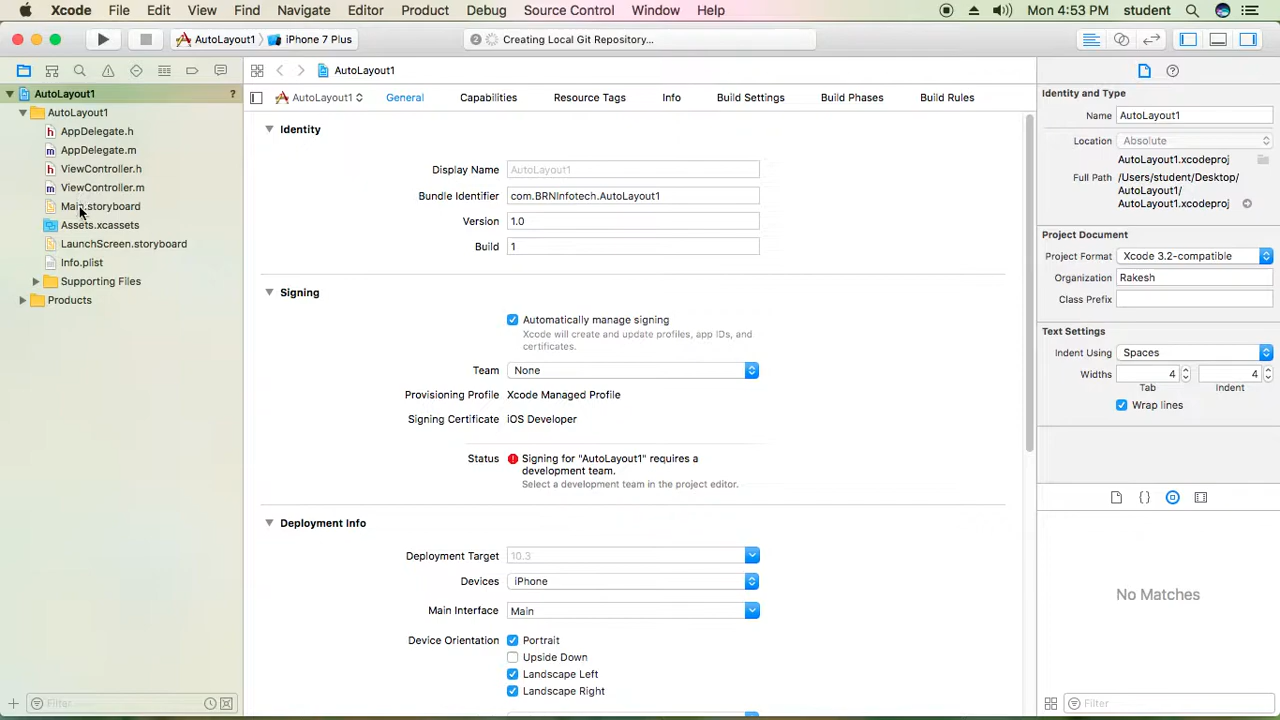 Xcode File Edit View Find Navigate Editor Product Debug Source Control Window Help Mon 4:53 PM student
AutoLayout1 iPhone 7 Plus 2 Creating Local Git Repository...
AutoLayout1
AutoLayout1 ?
AutoLayout1
AppDelegate.h
AppDelegate.m
ViewController.h
ViewController.m
Main.storyboard
Assets.xcassets
LaunchScreen.storyboard
Info.plist
Supporting Files
Products
Filter
AutoLayout1 General Capabilities Resource Tags Info Build Settings Build Phases Build Rules
Identity
Display Name AutoLayout1
Bundle Identifier com.BRNInfotech.AutoLayout1
Version 1.0
Build 1
Signing
Automatically manage signing
Xcode will create and update profiles, app IDs, and
certificates.
Team None
Provisioning Profile Xcode Managed Profile
Signing Certificate iOS Developer
Status Signing for "AutoLayout1" requires a
development team.
Select a development team in the project editor.
Deployment Info
Deployment Target 10.3
Devices iPhone
Main Interface Main
Device Orientation Portrait
Upside Down
Landscape Left
Landscape Right
Identity and Type
Name AutoLayout1
Location Absolute
AutoLayout1.xcodeproj
Full Path /Users/student/Desktop/
AutoLayout1/
AutoLayout1.xcodeproj
Project Document
Project Format Xcode 3.2-compatible
Organization Rakesh
Class Prefix
Text Settings
Indent Using Spaces
Widths 4 4
Tab Indent
Wrap lines
No Matches
Filter